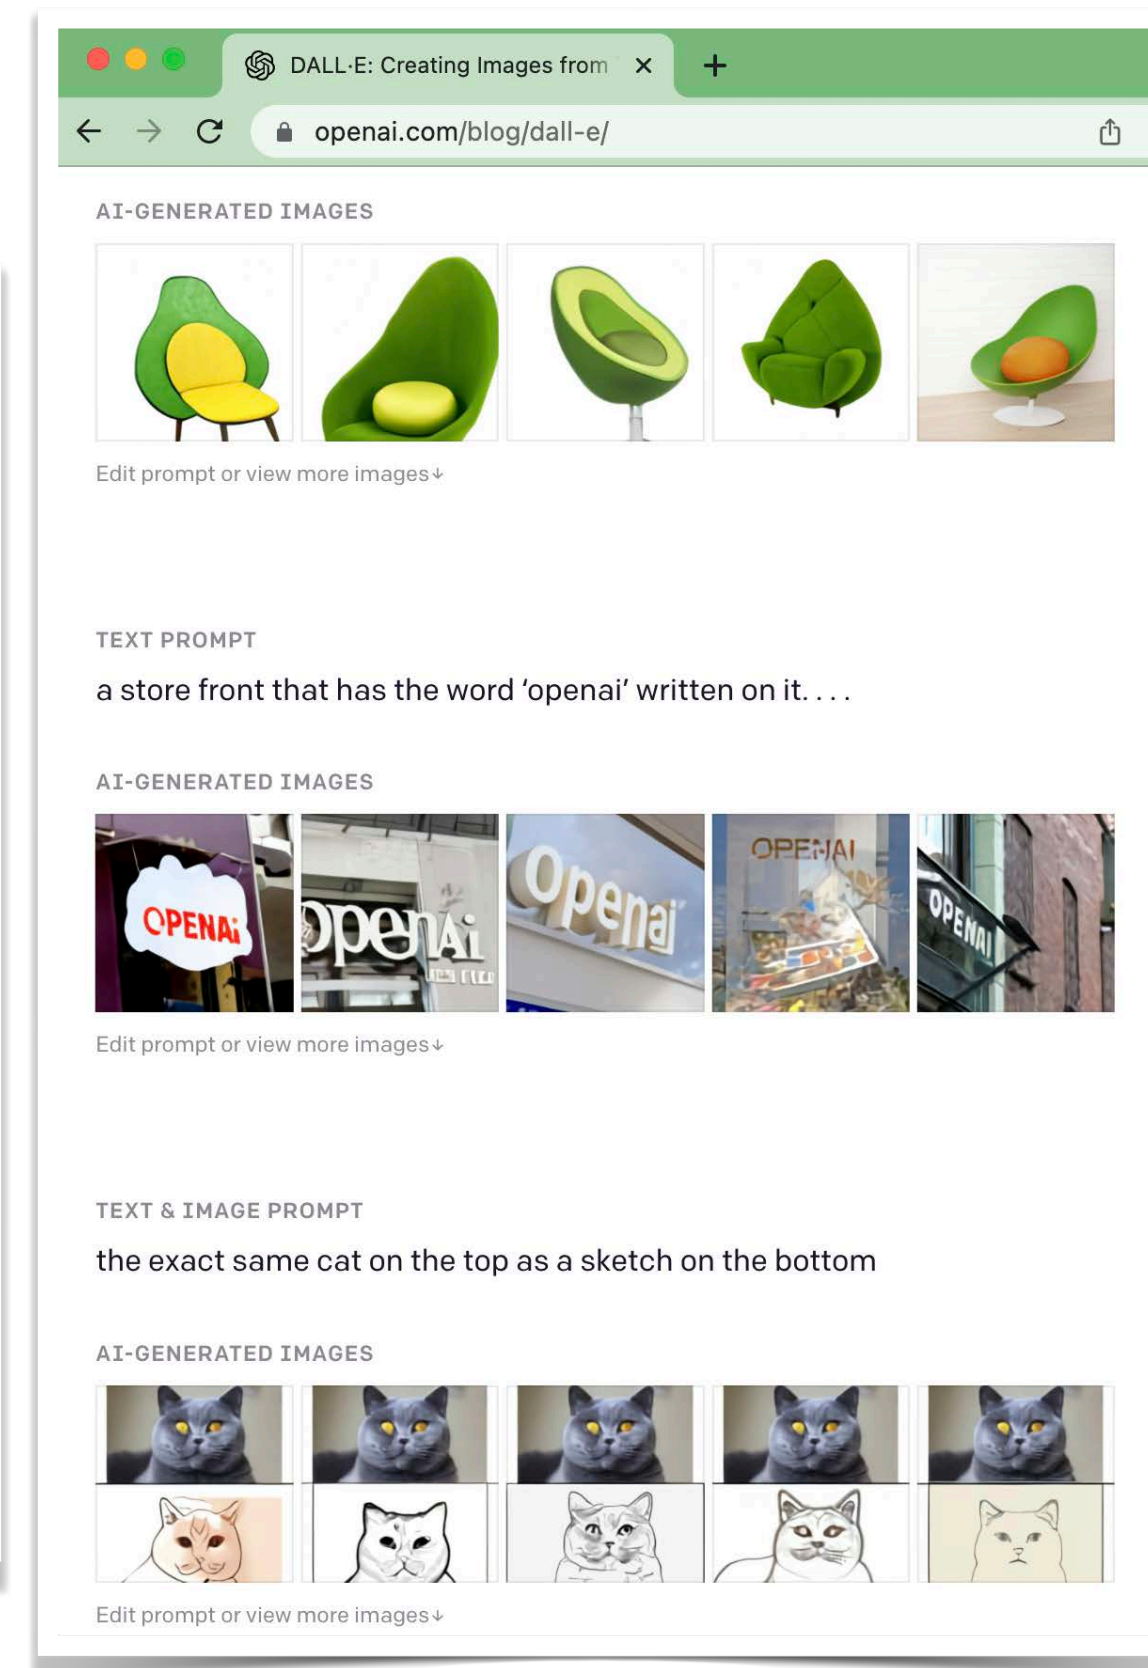 DALL·E: Creating Images from
openai.com/blog/dall-e/
AI-GENERATED IMAGES
Edit prompt or view more images↓
TEXT PROMPT
a store front that has the word ‘openai’ written on it. . . .
AI-GENERATED IMAGES
OPENAi
openAi
Openai
OPENAI
OPENAI
Edit prompt or view more images↓
TEXT & IMAGE PROMPT
the exact same cat on the top as a sketch on the bottom
AI-GENERATED IMAGES
Edit prompt or view more images↓